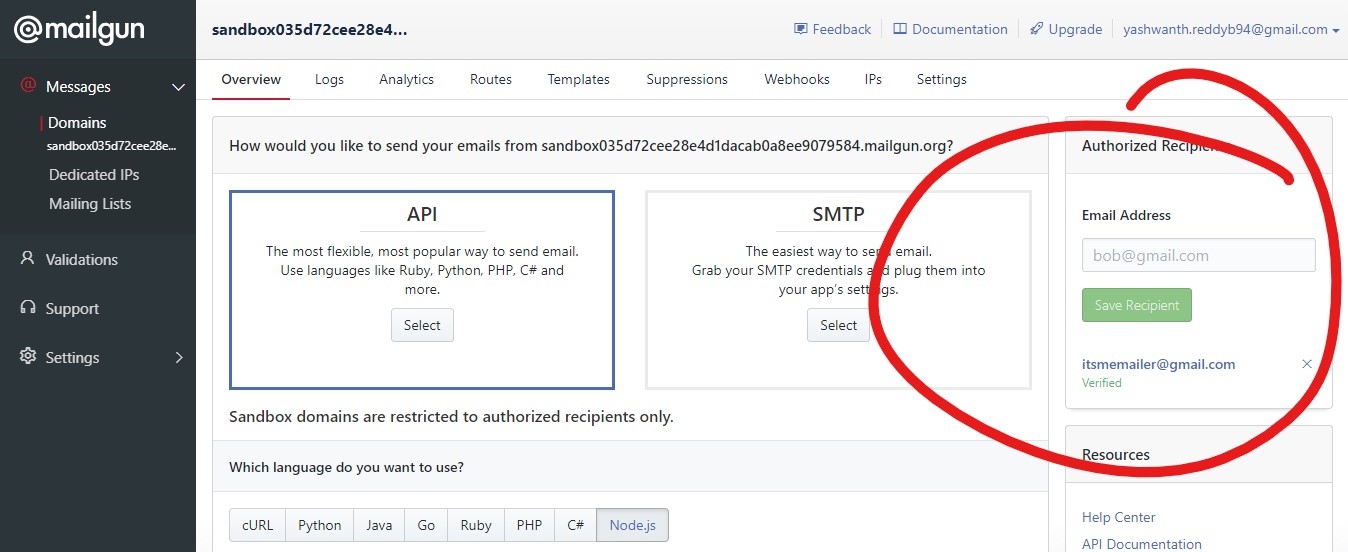 @mailgun
sandbox035d72cee28e4...
Feedback
Documentation
Upgrade
yashwanth.reddyb94@gmail.com
Messages
Domains
sandbox035d72cee28e...
Dedicated IPs
Mailing Lists
Validations
Support
Settings
Overview
Logs
Analytics
Routes
Templates
Suppressions
Webhooks
IPs
Settings
How would you like to send your emails from sandbox035d72cee28e4d1dacab0a8ee9079584.mailgun.org?
API
The most flexible, most popular way to send email.
Use languages like Ruby, Python, PHP, C# and
more.
Select
SMTP
The easiest way to send email.
Grab your SMTP credentials and plug them into
your app's settings.
Select
Sandbox domains are restricted to authorized recipients only.
Which language do you want to use?
cURL
Python
Java
Go
Ruby
PHP
C#
Node.js
Authorized
Email Address
bob@gmail.com
Save Recipient
itsmemailer@gmail.com
Verified
Resources
Help Center
API Documentation